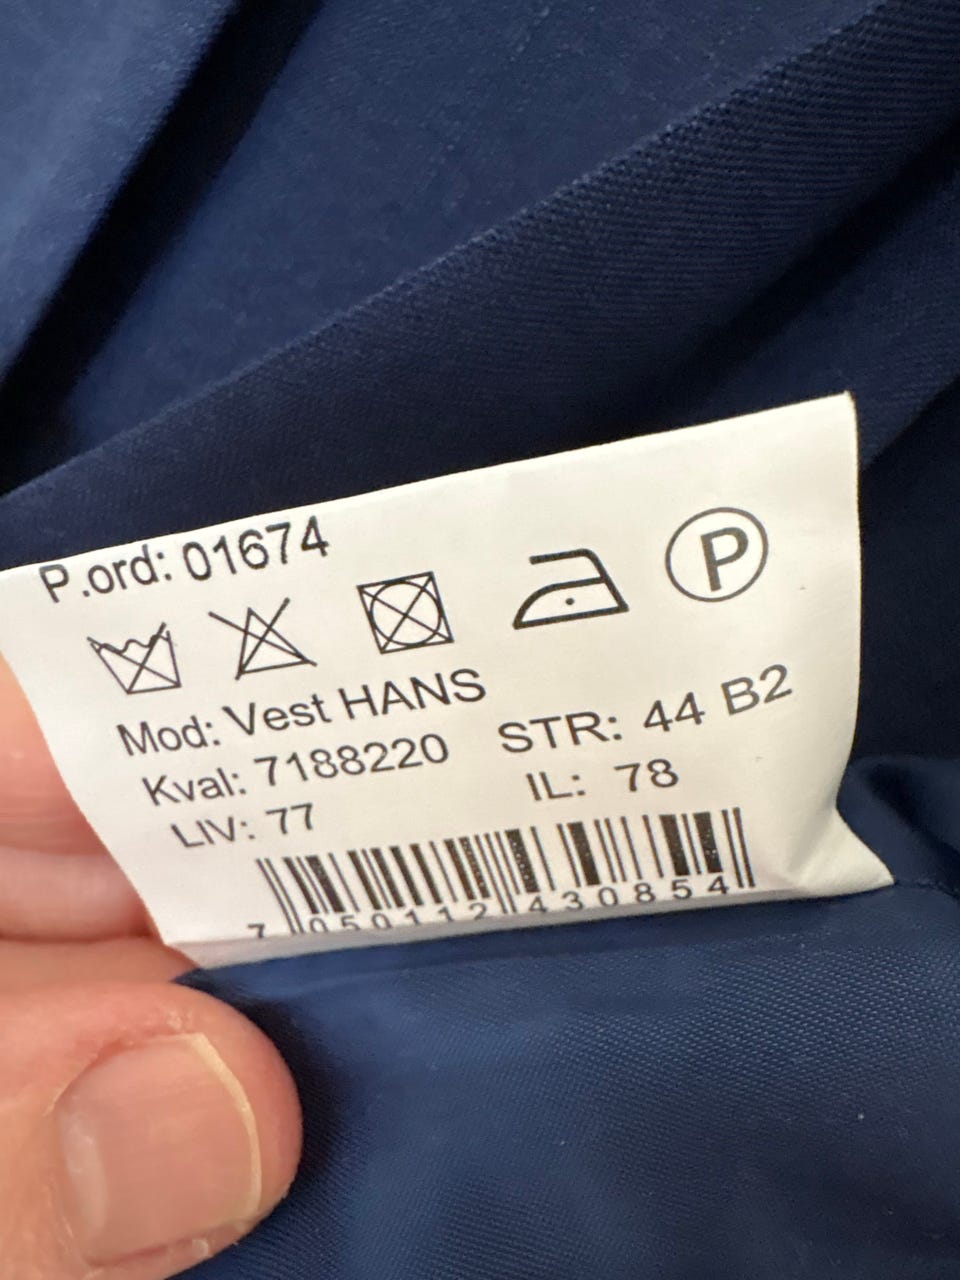 P.ord: 01674
P
Mod: Vest HANS
Kval: 7188220 STR: 44 B2
LIV: 77 IL: 78
7 050112 430854